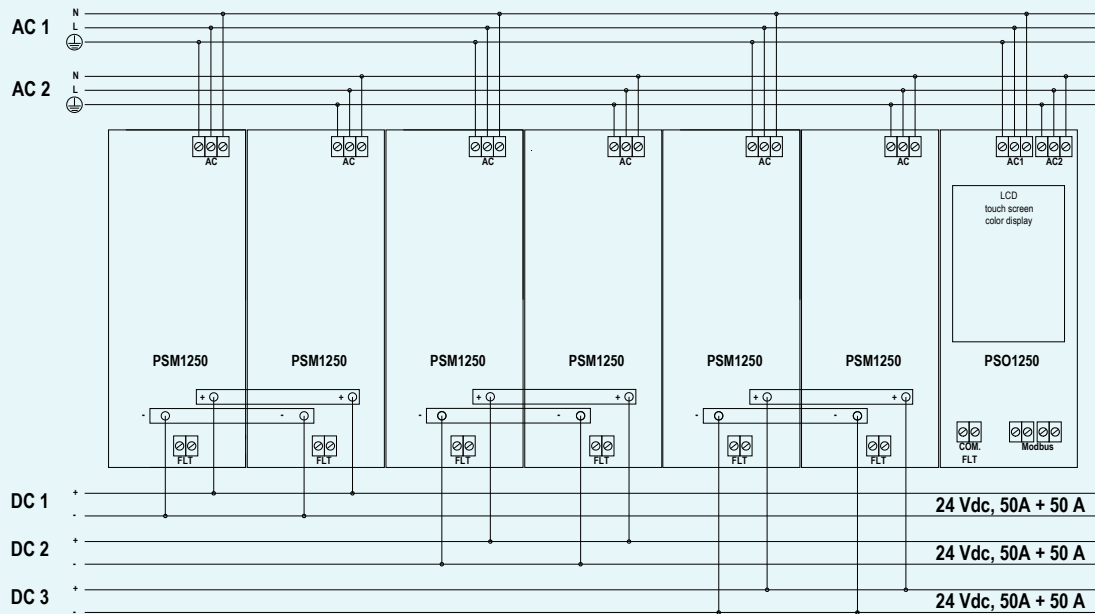 N
AC 1 L
N
AC 2 L
AC AC AC AC AC AC AC1 AC2
LCD
touch screen
color display
PSM1250 PSM1250 PSM1250 PSM1250 PSM1250 PSM1250 PSO1250
+ + + + + +
- - - - - -
FLT FLT FLT FLT FLT FLT COM. Modbus
FLT
DC 1 + 24 Vdc, 50A + 50 A
-
DC 2 + 24 Vdc, 50A + 50 A
-
DC 3 + 24 Vdc, 50A + 50 A
-